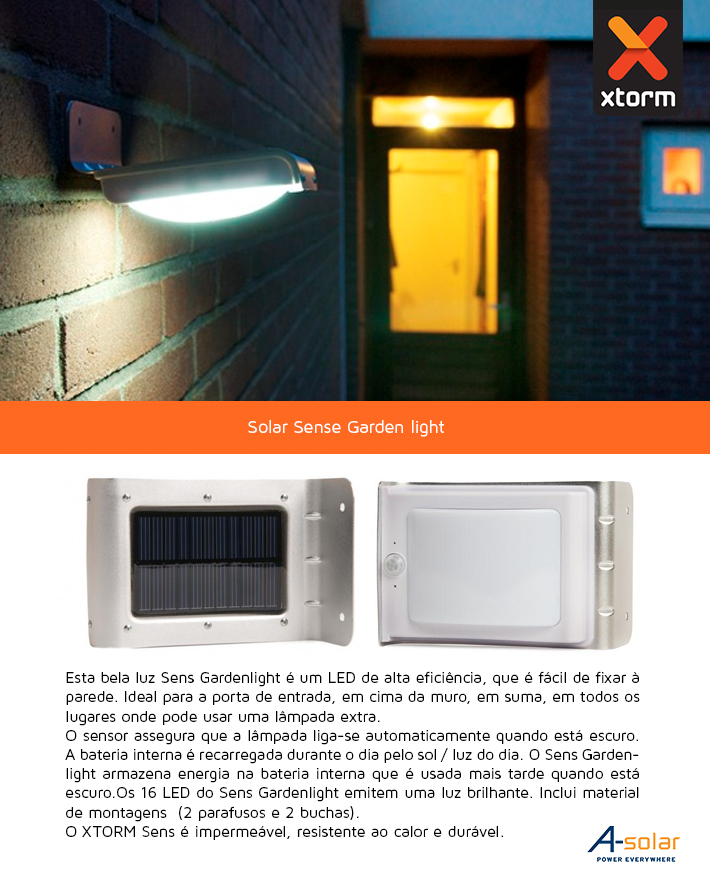 xtorm
Solar Sense Garden light
Esta bela luz Sens Gardenlight é um LED de alta eficiência, que é fácil de fixar à
parede. Ideal para a porta de entrada, em cima da muro, em suma, em todos os
lugares onde pode usar uma lâmpada extra.
O sensor assegura que a lâmpada liga-se automaticamente quando está escuro.
A bateria interna é recarregada durante o dia pelo sol / luz do dia. O Sens Garden-
light armazena energia na bateria interna que é usada mais tarde quando está
escuro.Os 16 LED do Sens Gardenlight emitem uma luz brilhante. Inclui material
de montagens (2 parafusos e 2 buchas).
O XTORM Sens é impermeável, resistente ao calor e durável.
A-solar
POWER EVERYWHERE